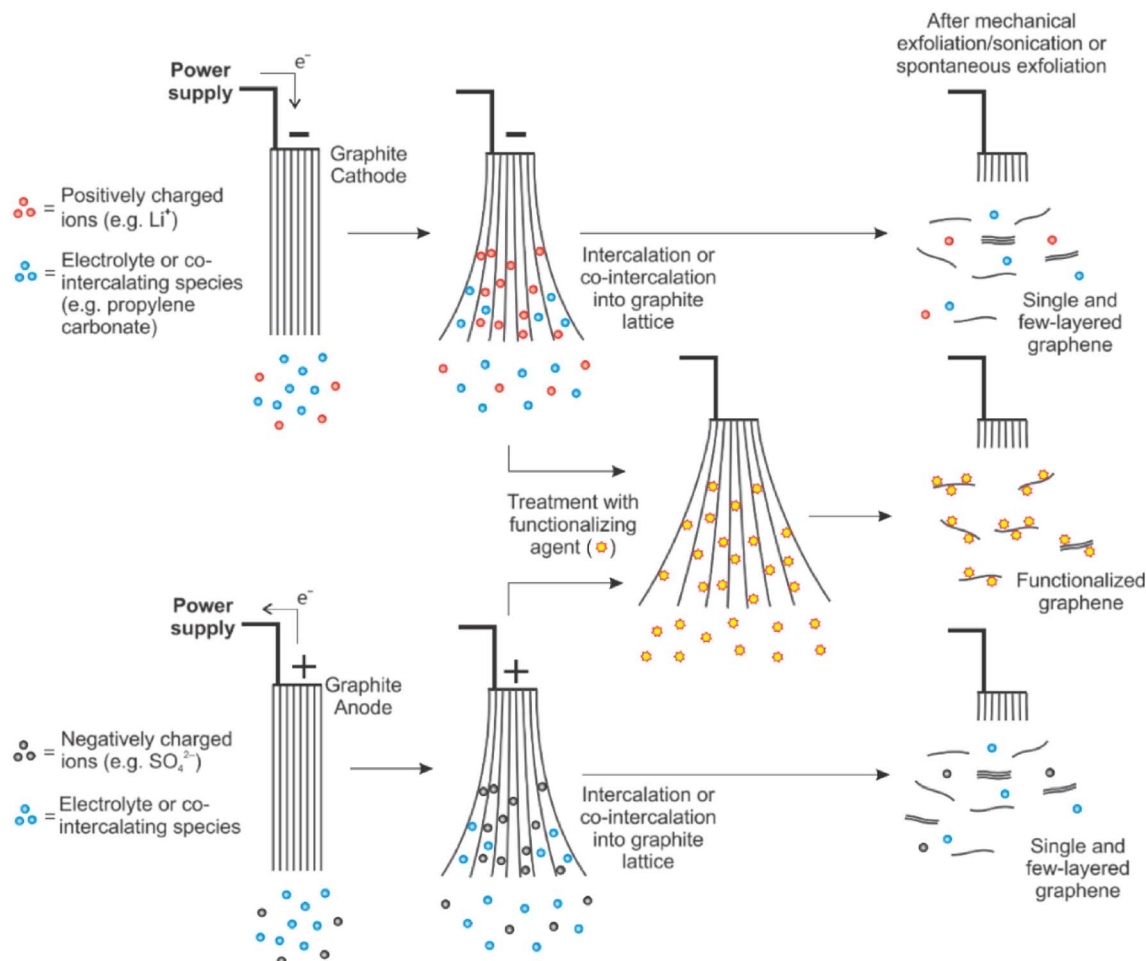 After mechanical
exfoliation/sonication or
spontaneous exfoliation
Power
supply
e⁻
−
Graphite
Cathode
−
= Positively charged
ions (e.g. Li⁺)
= Electrolyte or co-
intercalating species
(e.g. propylene
carbonate)
Intercalation or
co-intercalation
into graphite
lattice
Single and
few-layered
graphene
Treatment with
functionalizing
agent ( )
Functionalized
graphene
Power
supply
e⁻
+
Graphite
Anode
+
= Negatively charged
ions (e.g. SO₄²⁻)
= Electrolyte or co-
intercalating species
Intercalation or
co-intercalation
into graphite
lattice
Single and
few-layered
graphene